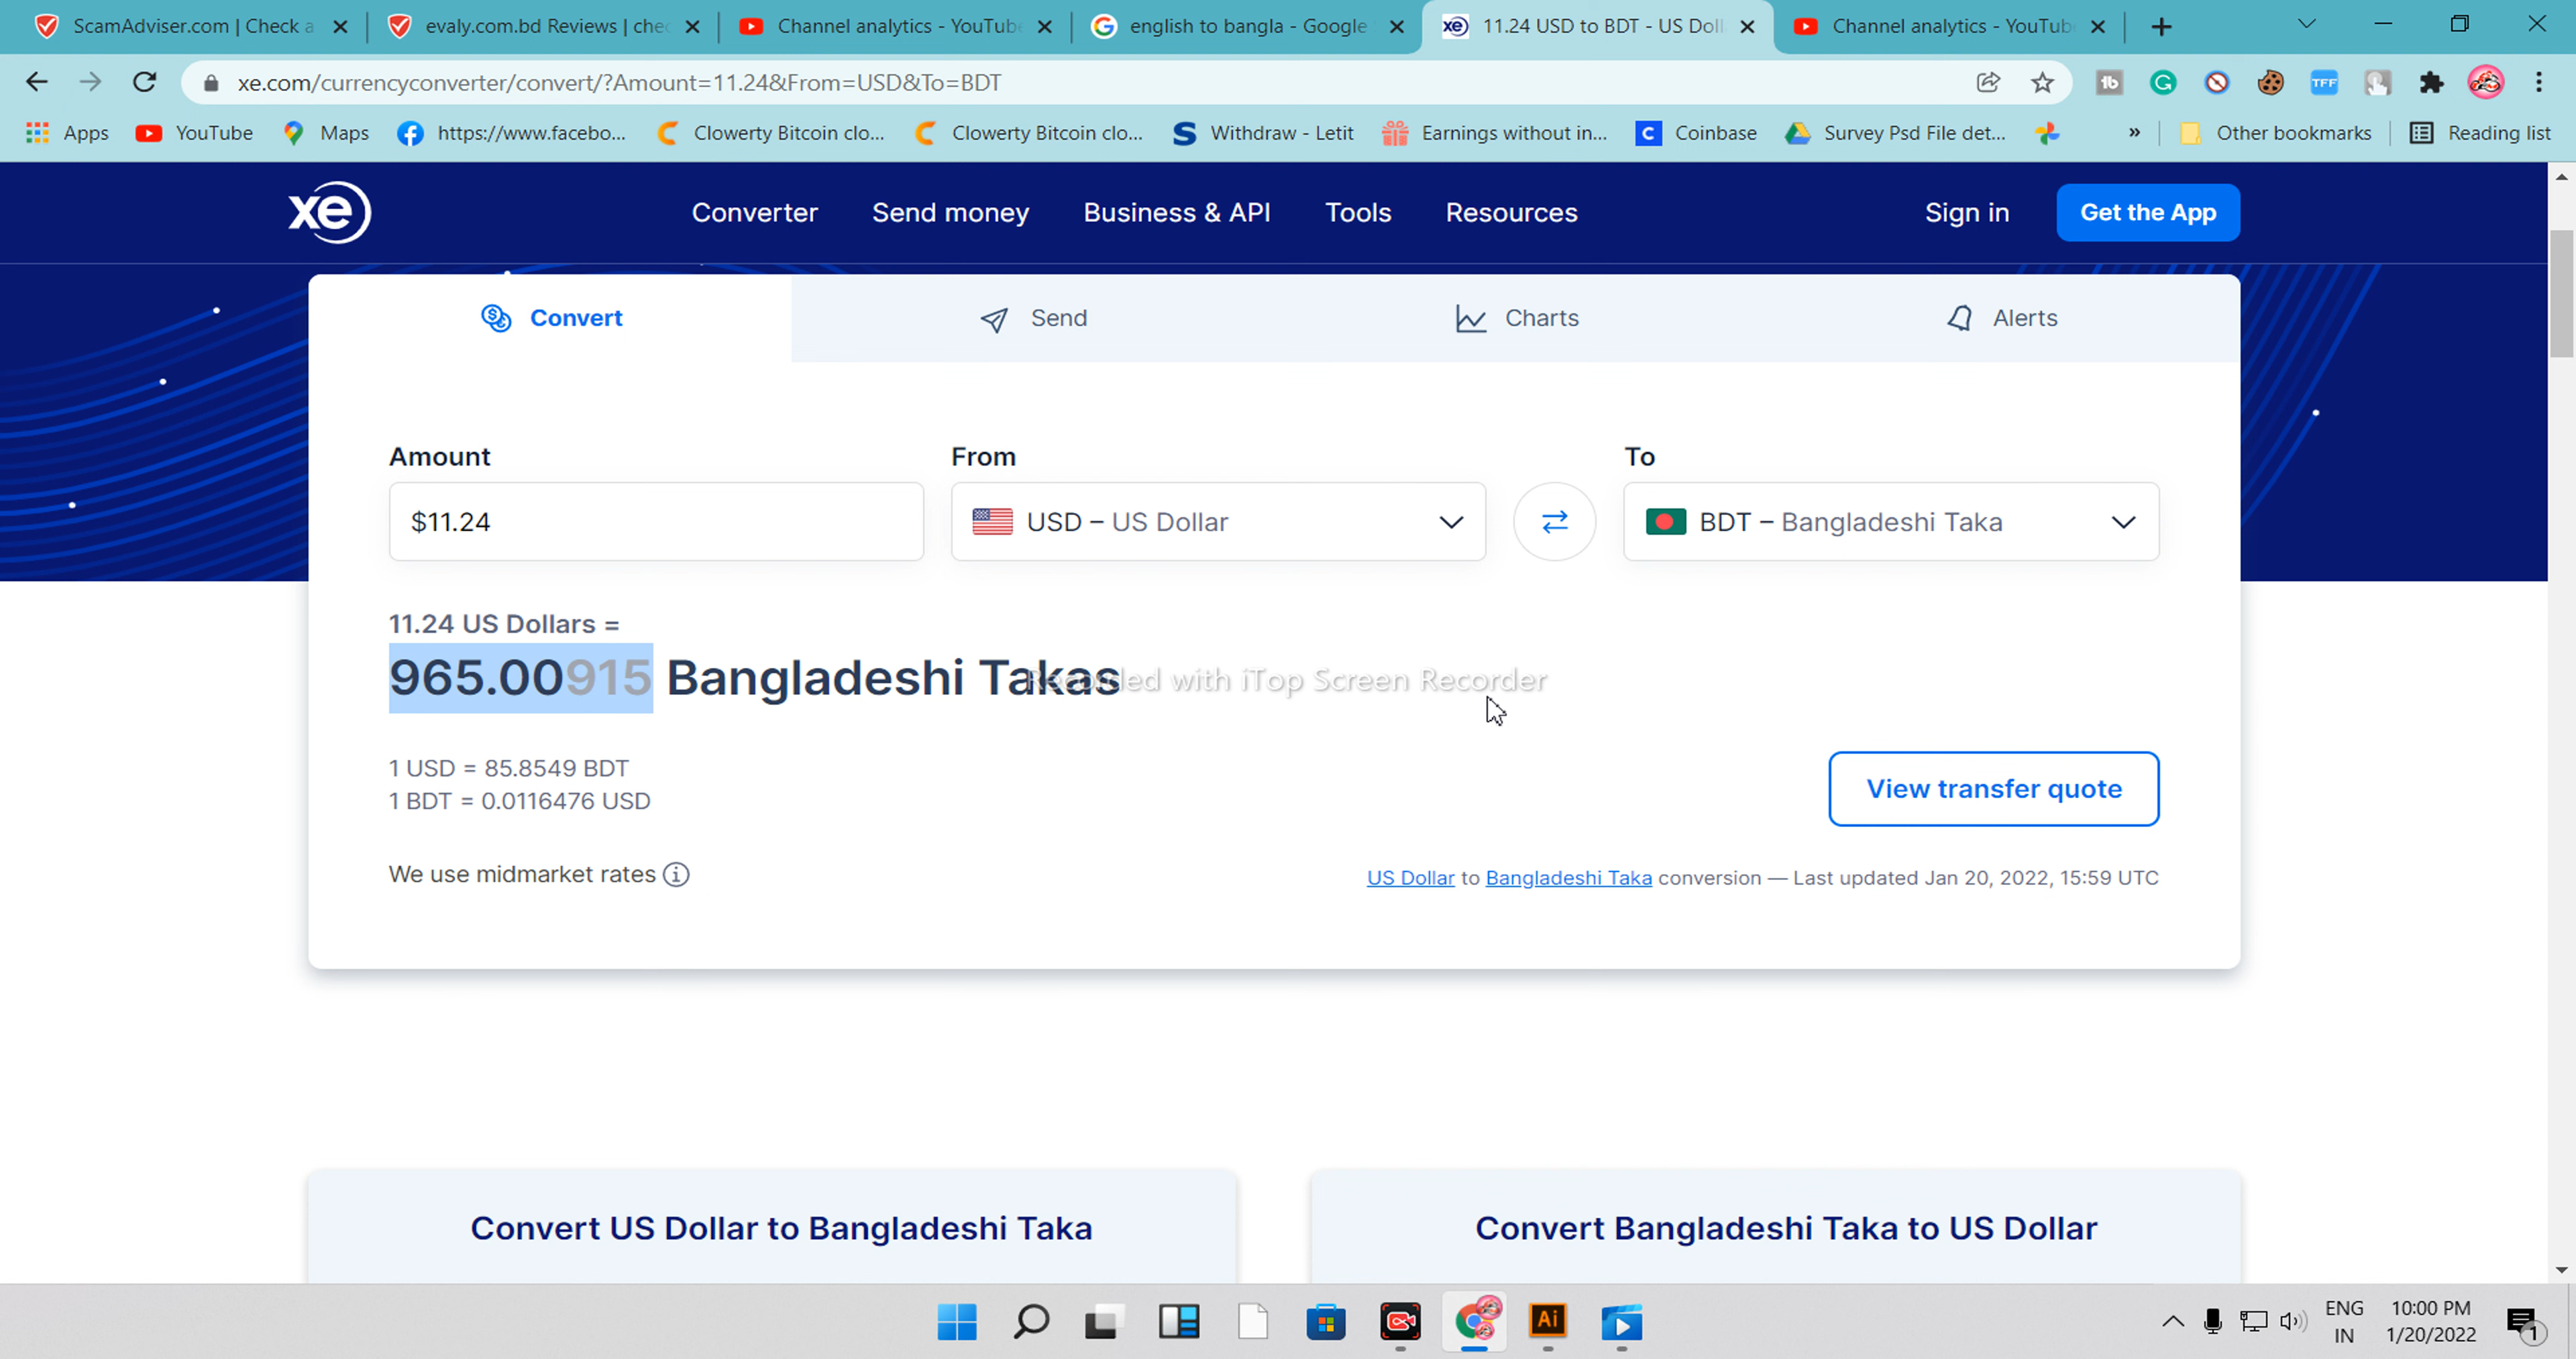 ScamAdviser.com | Check a
evaly.com.bd Reviews | chec
Channel analytics - YouTube
english to bangla - Google
xe 11.24 USD to BDT - US Doll
Channel analytics - YouTub
xe.com/currencyconverter/convert/?Amount=11.24&From=USD&To=BDT
1b
G
TFF
Apps
YouTube
Maps
https://www.facebo...
Clowerty Bitcoin clo...
Clowerty Bitcoin clo...
S Withdraw - Letit
Earnings without in...
C Coinbase
Survey Psd File det...
»
Other bookmarks
Reading list
xe
Converter
Send money
Business & API
Tools
Resources
Sign in
Get the App
Convert
Send
Charts
Alerts
Amount
From
To
$11.24
USD – US Dollar
BDT – Bangladeshi Taka
11.24 US Dollars =
965.00915 Bangladeshi Takas
Recorded with iTop Screen Recorder
1 USD = 85.8549 BDT
1 BDT = 0.0116476 USD
View transfer quote
We use midmarket rates
US Dollar to Bangladeshi Taka conversion — Last updated Jan 20, 2022, 15:59 UTC
Convert US Dollar to Bangladeshi Taka
Convert Bangladeshi Taka to US Dollar
Ai
ENG
IN
10:00 PM
1/20/2022
1